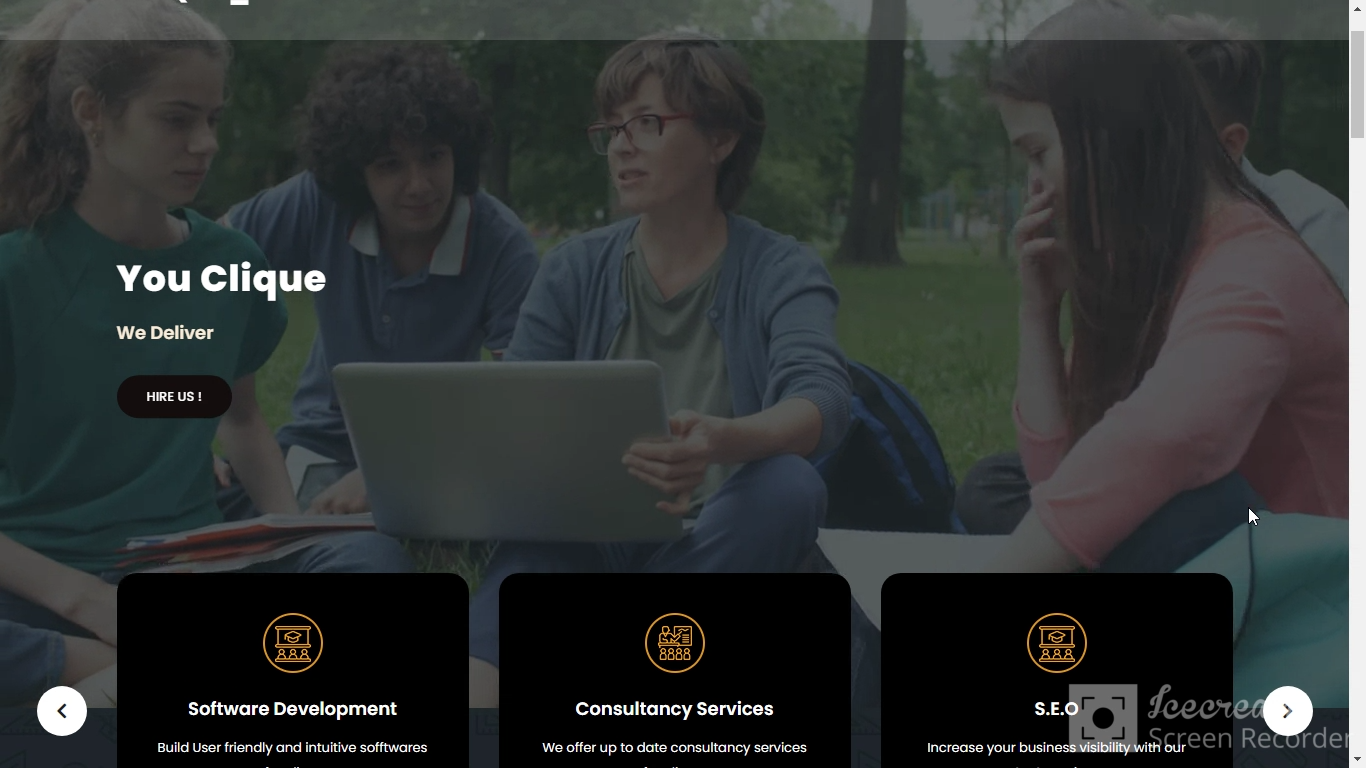 You Clique
We Deliver
HIRE US !
Software Development
Build User friendly and intuitive sofftwares
Consultancy Services
We offer up to date consultancy services
S.E.O
Increase your business visibility with our
Screen Recorder